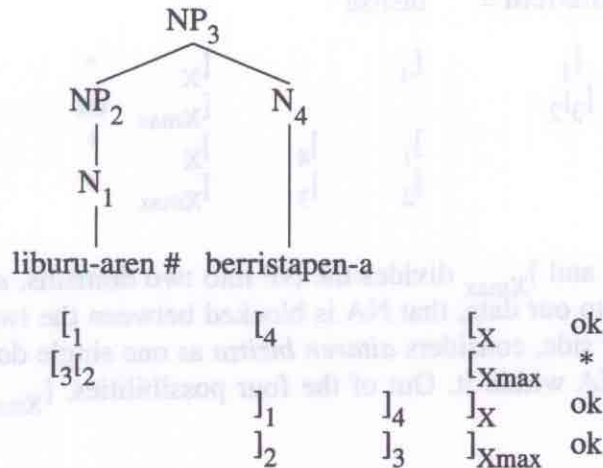 NP₃
NP₂ N₄
N₁
liburu-aren # berristapen-a
[₁ [₄ [X ok
[₃[₂ [Xmax *
]₁ ]₄ ]X ok
]₂ ]₃ ]Xmax ok